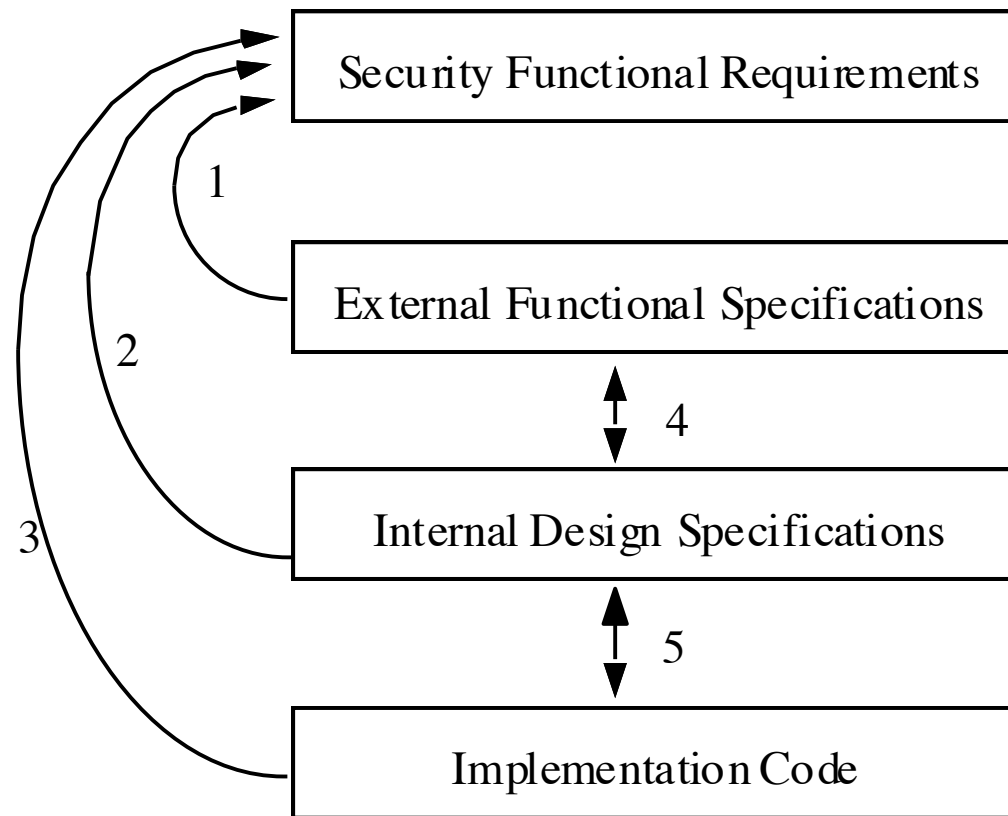 Security Functional Requirements
1
External Functional Specifications
2
4
Internal Design Specifications
3
5
Implementation Code